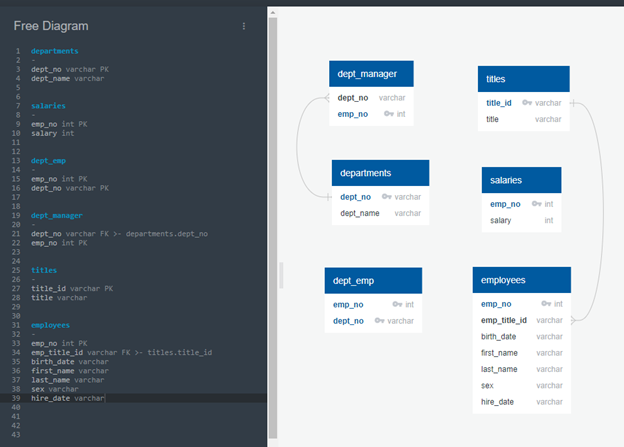 Free Diagram
1 departments
2 -
3 dept_no varchar PK
4 dept_name varchar
5
6
7 salaries
8 -
9 emp_no int PK
10 salary int
11
12
13 dept_emp
14 -
15 emp_no int PK
16 dept_no varchar PK
17
18
19 dept_manager
20 -
21 dept_no varchar FK >- departments.dept_no
22 emp_no int PK
23
24
25 titles
26 -
27 title_id varchar PK
28 title varchar
29
30
31 employees
32 -
33 emp_no int PK
34 emp_title_id varchar FK >- titles.title_id
35 birth_date varchar
36 first_name varchar
37 last_name varchar
38 sex varchar
39 hire_date varchar
40
41
42
43
dept_manager
dept_no varchar
emp_no int
titles
title_id varchar
title varchar
departments
dept_no varchar
dept_name varchar
salaries
emp_no int
salary int
dept_emp
emp_no int
dept_no varchar
employees
emp_no int
emp_title_id varchar
birth_date varchar
first_name varchar
last_name varchar
sex varchar
hire_date varchar